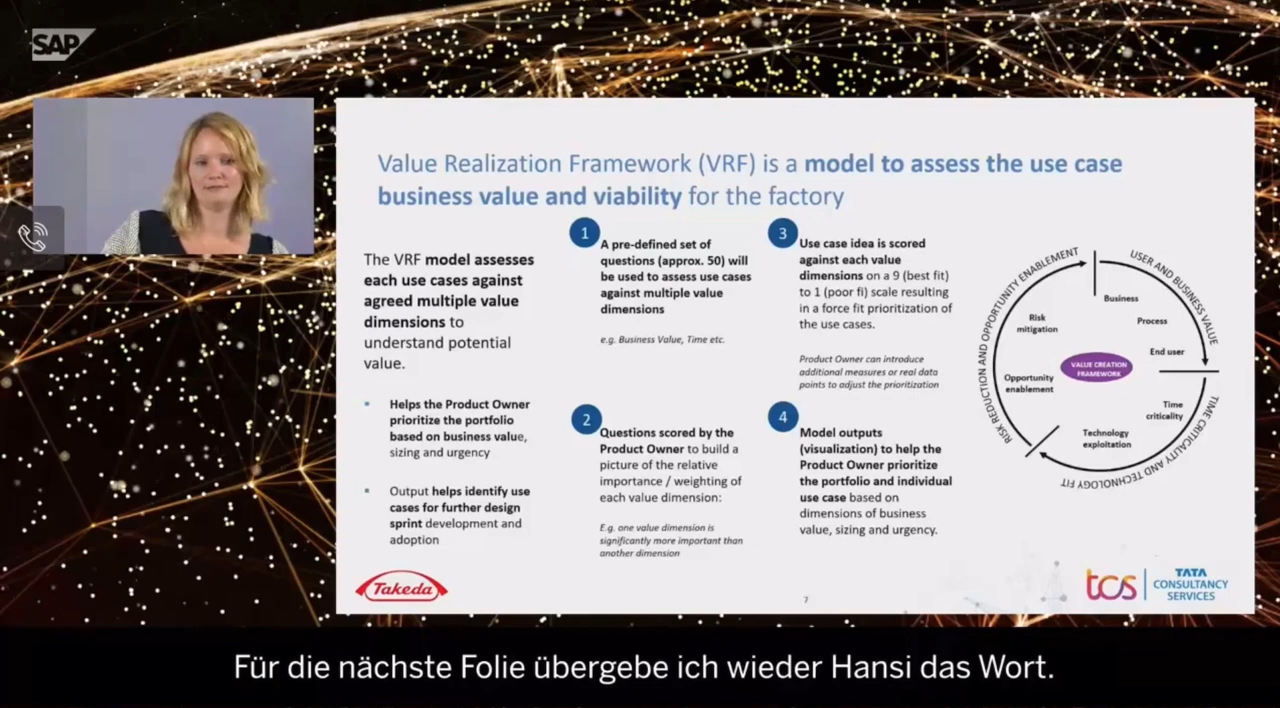 SAP
Value Realization Framework (VRF) is a model to assess the use case
business value and viability for the factory
The VRF model assesses
each use cases against
agreed multiple value
dimensions to
understand potential
value.
Helps the Product Owner
prioritize the portfolio
based on business value,
sizing and urgency
Output helps identify use
cases for further design
sprint development and
adoption
1
A pre-defined set of
questions (approx. 50) will
be used to assess use cases
against multiple value
dimensions
e.g. Business Value, Time etc.
2
Questions scored by the
Product Owner to build a
picture of the relative
importance / weighting of
each value dimension:
E.g. one value dimension is
significantly more important than
another dimension
3
Use case idea is scored
against each value
dimensions on a 9 (best fit)
to 1 (poor fi) scale resulting
in a force fit prioritization of
the use cases.
Product Owner can introduce
additional measures or real data
points to adjust the prioritization
4
Model outputs
(visualization) to help the
Product Owner prioritize
the portfolio and individual
use case based on
dimensions of business
value, sizing and urgency.
RISK REDUCTION AND OPPORTUNITY ENABLEMENT
USER AND BUSINESS VALUE
TIME CRITICALITY AND TECHNOLOGY FIT
Business
Process
End user
Time
criticality
Technology
exploitation
Opportunity
enablement
Risk
mitigation
VALUE CREATION
FRAMEWORK
Takeda
7
tcs
TATA
CONSULTANCY
SERVICES
Für die nächste Folie übergebe ich wieder Hansi das Wort.